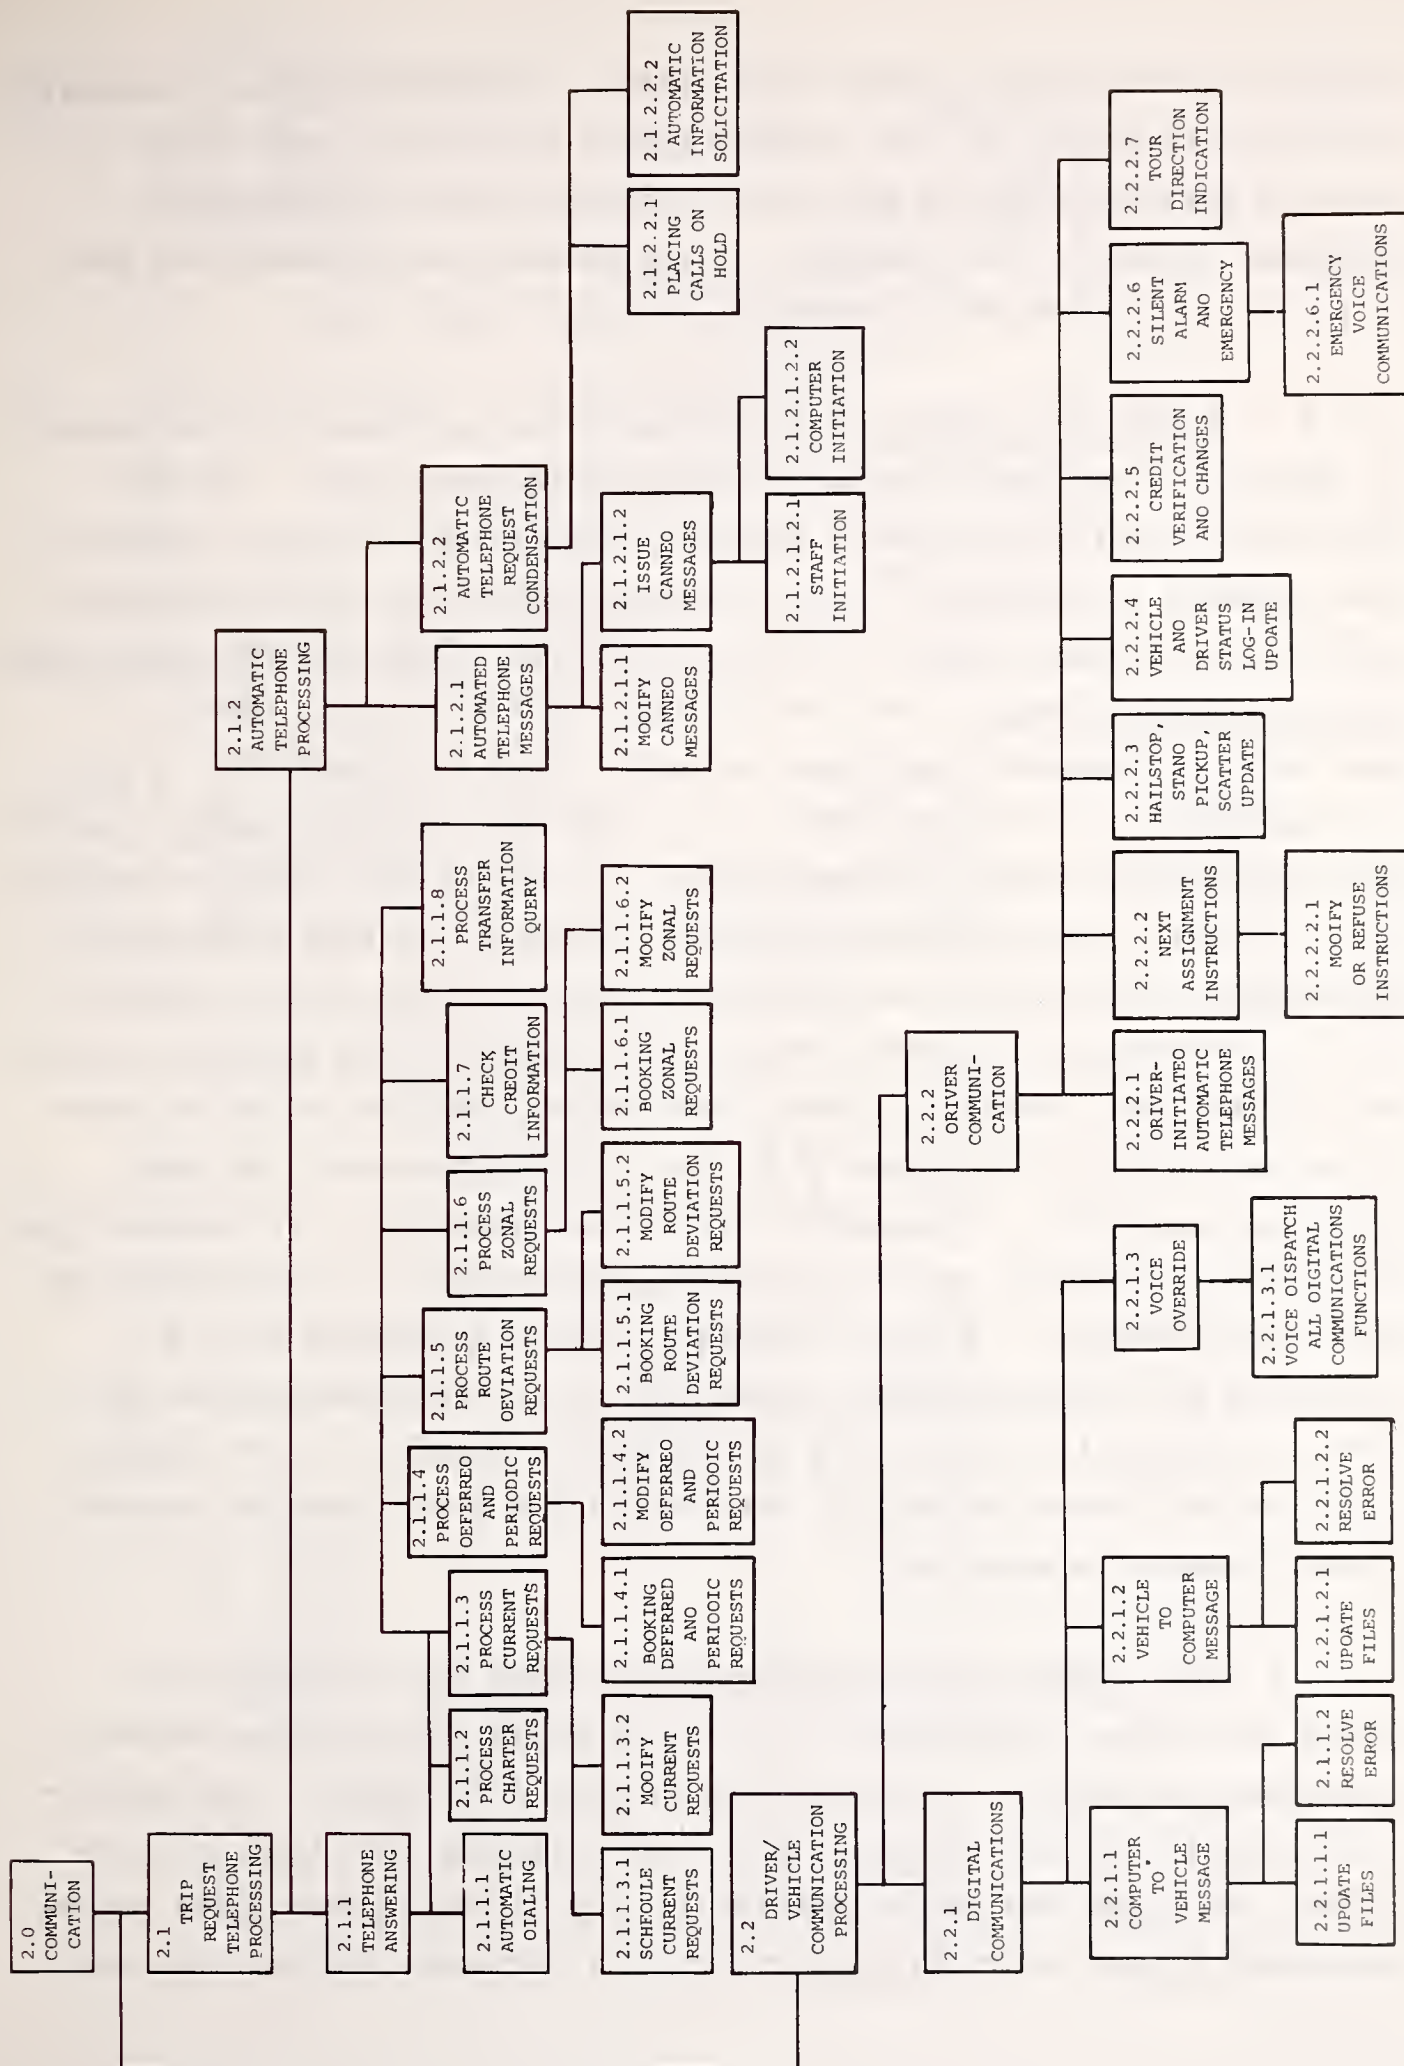 2.0
COMMUNI-
CATION
2.1
TRIP
REQUEST
TELEPHONE
PROCESSING
2.1.1
TELEPHONE
ANSWERING
2.1.1.1
AUTOMATIC
OIALING
2.1.1.2
PROCESS
CHARTER
REQUESTS
2.1.1.3
PROCESS
CURRENT
REQUESTS
2.1.1.3.1
SCHEOULE
CURRENT
REQUESTS
2.1.1.3.2
MOOIFY
CURRENT
REQUESTS
2.1.1.4
PROCESS
OEFERREO
AND
PERIODIC
REQUESTS
2.1.1.4.1
BOOKING
DEFERRED
ANO
PERIOOIC
REQUESTS
2.1.1.4.2
MODIFY
OEFERREO
AND
PERIOOIC
REQUESTS
2.1.1.5
PROCESS
ROUTE
OEVIATION
REQUESTS
2.1.1.5.1
BOOKING
ROUTE
DEVIATION
REQUESTS
2.1.1.5.2
MODIFY
ROUTE
DEVIATION
REQUESTS
2.1.1.6
PROCESS
ZONAL
REQUESTS
2.1.1.6.1
BOOKING
ZONAL
REQUESTS
2.1.1.6.2
MOOIFY
ZONAL
REQUESTS
2.1.1.7
CHECK
CREOIT
INFORMATION
2.1.1.8
PROCESS
TRANSFER
INFORMATION
QUERY
2.1.2
AUTOMATIC
TELEPHONE
PROCESSING
2.1.2.1
AUTOMATED
TELEPHONE
MESSAGES
2.1.2.1.1
MOOIFY
CANNEO
MESSAGES
2.1.2.1.2
ISSUE
CANNEO
MESSAGES
2.1.2.1.2.1
STAFF
INITIATION
2.1.2.1.2.2
COMPUTER
INITIATION
2.1.2.2
AUTOMATIC
TELEPHONE
REQUEST
CONDENSATION
2.1.2.2.1
PLACING
CALLS ON
HOLD
2.1.2.2.2
AUTOMATIC
INFORMATION
SOLICITATION
2.2
DRIVER/
VEHICLE
COMMUNICATION
PROCESSING
2.2.1
DIGITAL
COMMUNICATIONS
2.2.1.1
COMPUTER
TO
VEHICLE
MESSAGE
2.2.1.1.1
UPOATE
FILES
2.1.1.2
RESOLVE
ERROR
2.2.1.2
VEHICLE
TO
COMPUTER
MESSAGE
2.2.1.2.1
UPOATE
FILES
2.2.1.2.2
RESOLVE
ERROR
2.2.1.3
VOICE
OVERRIDE
2.2.1.3.1
VOICE OISPATCH
ALL OIGITAL
COMMUNICATIONS
FUNCTIONS
2.2.2
ORIVER
COMMUNI-
CATION
2.2.2.1
ORIVER-
INITIATEO
AUTOMATIC
TELEPHONE
MESSAGES
2.2.2.2
NEXT
ASSIGNMENT
INSTRUCTIONS
2.2.2.2.1
MOOIFY
OR REFUSE
INSTRUCTIONS
2.2.2.3
HAILSTOP,
STANO
PICKUP,
SCATTER
UPDATE
2.2.2.4
VEHICLE
ANO
DRIVER
STATUS
LOG-IN
UPOATE
2.2.2.5
CREDIT
VERIFICATION
ANO CHANGES
2.2.2.6
SILENT
ALARM
ANO
EMERGENCY
2.2.2.6.1
EMERGENCY
VOICE
COMMUNICATIONS
2.2.2.7
TOUR
DIRECTION
INDICATION